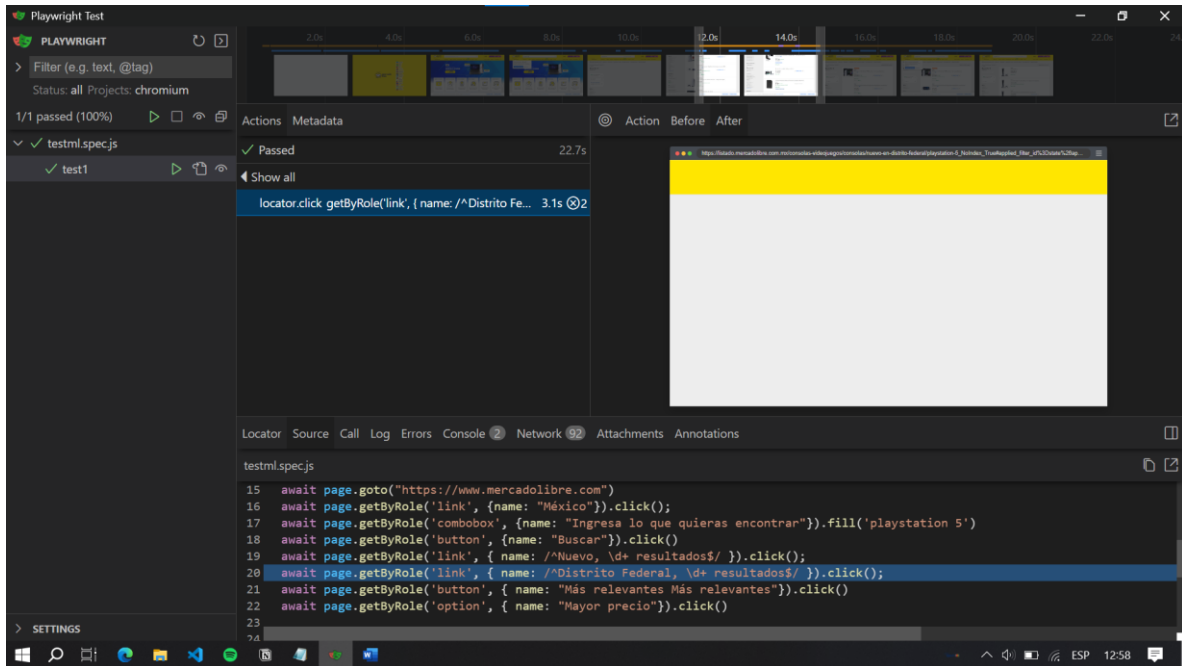 Playwright Test
PLAYWRIGHT
2.0s 4.0s 6.0s 8.0s 10.0s 12.0s 14.0s 16.0s 18.0s 20.0s 22.0s 24
Filter (e.g. text, @tag)
Status: all Projects: chromium
1/1 passed (100%)
testml.spec.js
test1
Actions Metadata
Passed 22.7s
Show all
locator.click getByRole('link', { name: /^Distrito Fe... 3.1s 2
Action Before After
Locator Source Call Log Errors Console 2 Network 92 Attachments Annotations
testml.spec.js
15 await page.goto("https://www.mercadolibre.com")
16 await page.getByRole('link', {name: "México"}).click();
17 await page.getByRole('combobox', {name: "Ingresa lo que quieras encontrar"}).fill('playstation 5')
18 await page.getByRole('button', {name: "Buscar"}).click()
19 await page.getByRole('link', { name: /^Nuevo, \d+ resultados$/ }).click();
20 await page.getByRole('link', { name: /^Distrito Federal, \d+ resultados$/ }).click();
21 await page.getByRole('button', { name: "Más relevantes Más relevantes"}).click()
22 await page.getByRole('option', { name: "Mayor precio"}).click()
23
24
SETTINGS
ESP 12:58